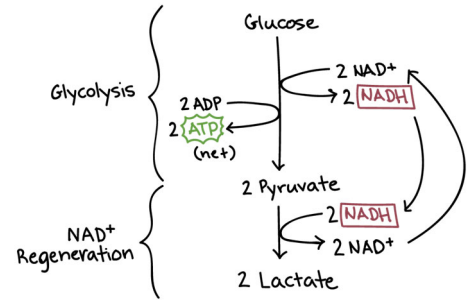 Glucose
Glycolysis
2 NAD+
2 NADH
2 ADP
2 ATP
(net)
2 Pyruvate
NAD+
Regeneration
2 NADH
2 NAD+
2 Lactate